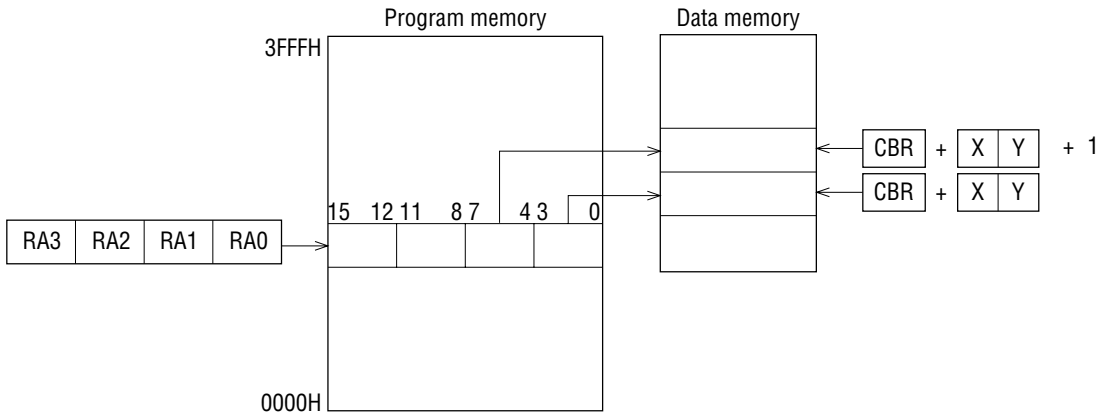 Program memory
Data memory
3FFFH
CBR + X Y + 1
CBR + X Y
15 12 11 8 7 4 3 0
RA3 RA2 RA1 RA0
0000H